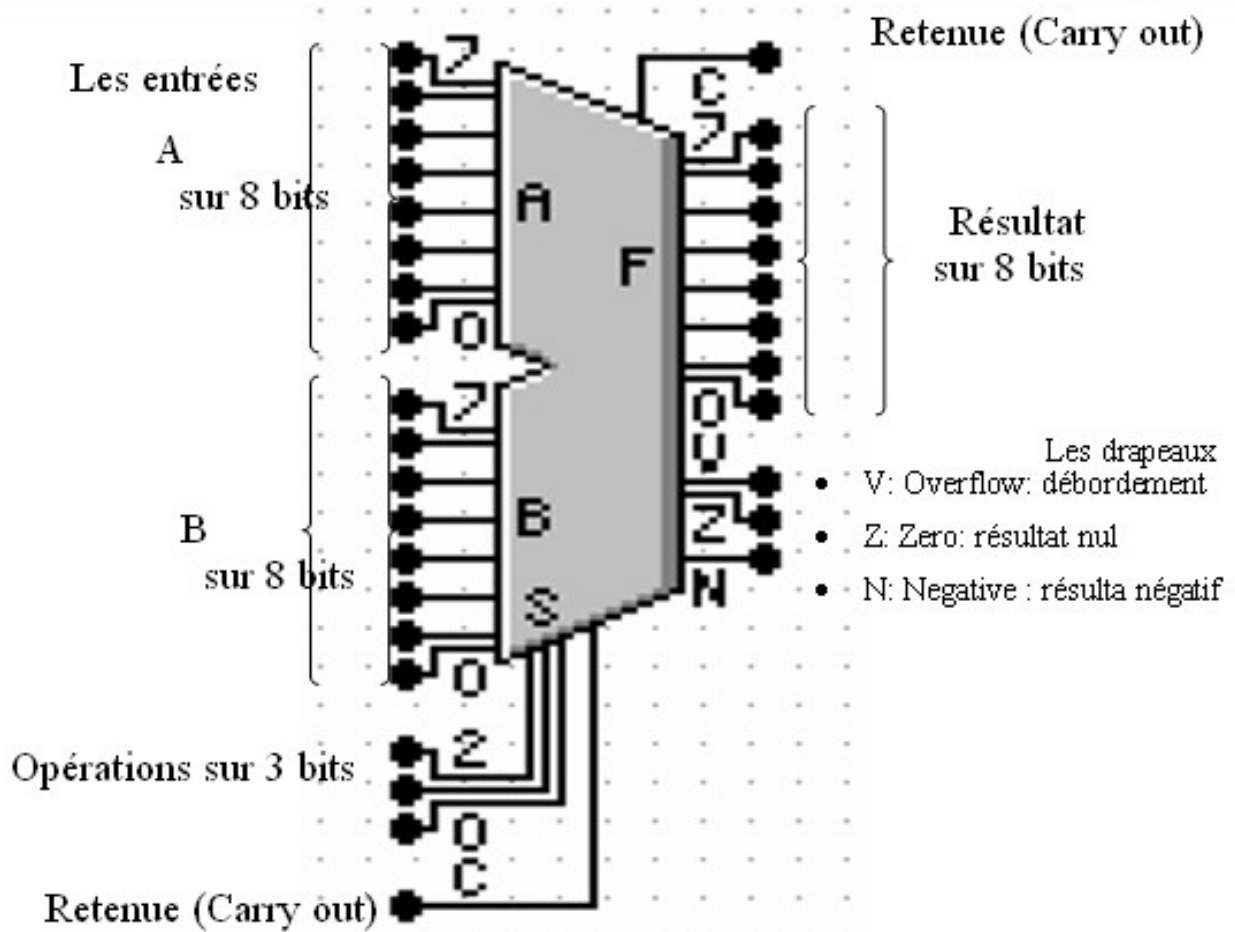 Retenue (Carry out)
Les entrées
A
sur 8 bits
7
A
0
7
B
S
0
B
sur 8 bits
C
7
F
0
V
Z
N
Résultat
sur 8 bits
Les drapeaux
• V: Overflow: débordement
• Z: Zero: résultat nul
• N: Negative : résulta négatif
Opérations sur 3 bits
2
0
C
Retenue (Carry out)